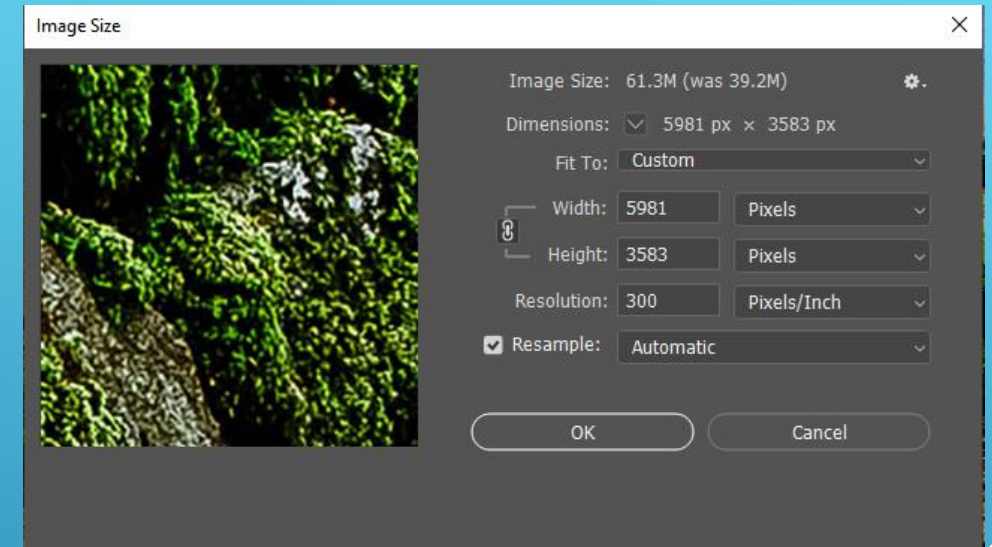 Image Size
Image Size: 61.3M (was 39.2M)
Dimensions: 5981 px × 3583 px
Fit To: Custom
Width: 5981 Pixels
Height: 3583 Pixels
Resolution: 300 Pixels/Inch
Resample: Automatic
OK Cancel